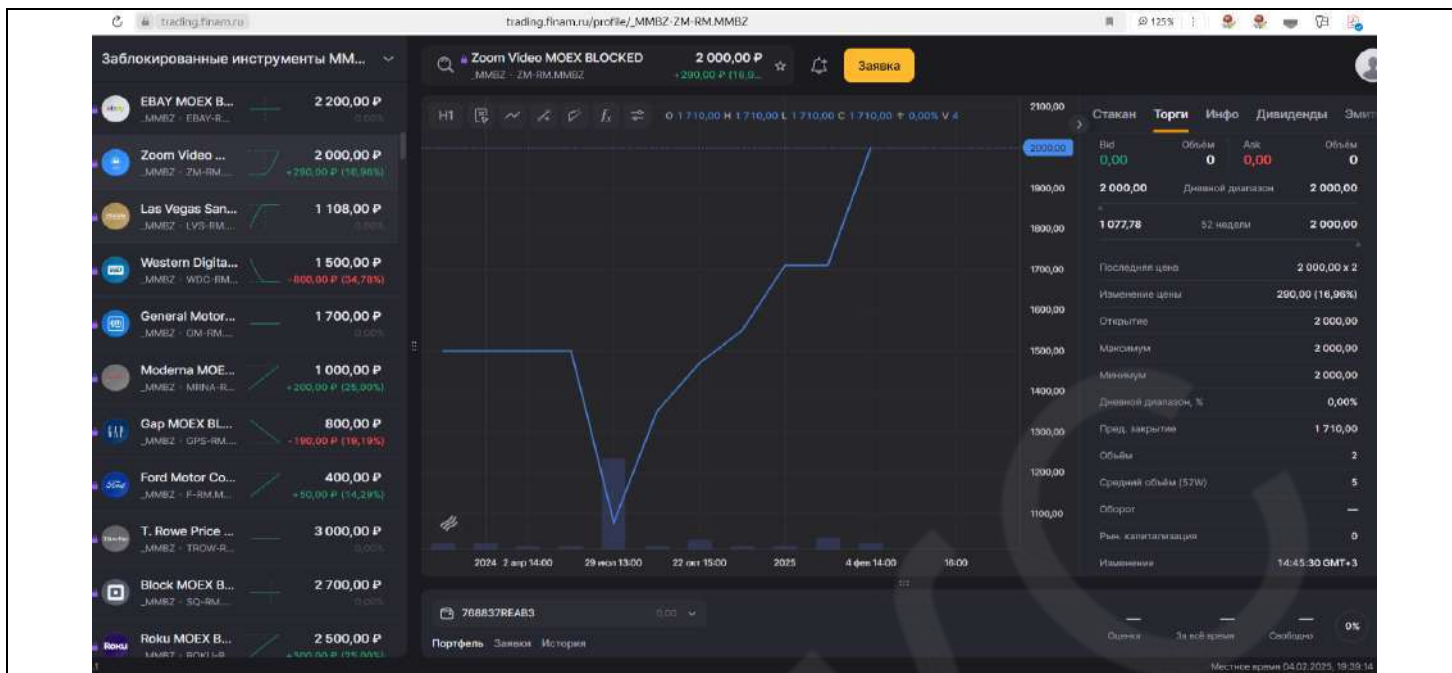 trading.finam.ru
trading.finam.ru/profile/_MMBZ-ZM-RM.MMBZ
125%
Заблокированные инструменты ММ...
EBAY MOEX B...
2 200,00 ₽
_MMBZ · EBAY-R...
0,00%
Zoom Video ...
2 000,00 ₽
_MMBZ · ZM-RM....
+290,00 ₽ (16,96%)
Las Vegas San...
1 108,00 ₽
_MMBZ · LVS-RM....
0,00%
Western Digita...
1 500,00 ₽
_MMBZ · WDC-RM...
-800,00 ₽ (34,78%)
General Motor...
1 700,00 ₽
_MMBZ · GM-RM....
0,00%
Moderna MOE...
1 000,00 ₽
_MMBZ · MRNA-R...
+200,00 ₽ (25,00%)
GAP
Gap MOEX BL...
800,00 ₽
_MMBZ · GPS-RM....
-190,00 ₽ (19,19%)
Ford
Ford Motor Co...
400,00 ₽
_MMBZ · F-RM.M...
+50,00 ₽ (14,29%)
T. Rowe Price ...
3 000,00 ₽
_MMBZ · TROW-R...
0,00%
Block MOEX B...
2 700,00 ₽
_MMBZ · SQ-RM....
0,00%
Roku
Roku MOEX B...
2 500,00 ₽
_MMBZ · ROKU-R
+500,00 ₽ (25,00%)
Zoom Video MOEX BLOCKED
2 000,00 ₽
_MMBZ · ZM-RM.MMBZ
+290,00 ₽ (16,9...
Заявка
H1
O 1 710,00 H 1 710,00 L 1 710,00 C 1 710,00 0,00% V 4
2100,00
2000,00
1900,00
1800,00
1700,00
1600,00
1500,00
1400,00
1300,00
1200,00
1100,00
2024
2 апр 14:00
29 июл 13:00
22 окт 15:00
2025
4 фев 14:00
16:00
Стакан Торги Инфо Дивиденды Эмит
Bid Объём Ask Объём
0,00 0 0,00 0
2 000,00 Дневной диапазон 2 000,00
1 077,78 52 недели 2 000,00
Последняя цена 2 000,00 x 2
Изменение цены 290,00 (16,96%)
Открытие 2 000,00
Максимум 2 000,00
Минимум 2 000,00
Дневной диапазон, % 0,00%
Пред. закрытие 1 710,00
Объём 2
Средний объём (52W) 5
Оборот —
Рын. капитализация 0
Изменение 14:45:30 GMT+3
768837REAB3
0,00
Портфель Заявки История
— — —
Оценка За всё время Свободно
0%
Местное время 04.02.2025, 19:39:14